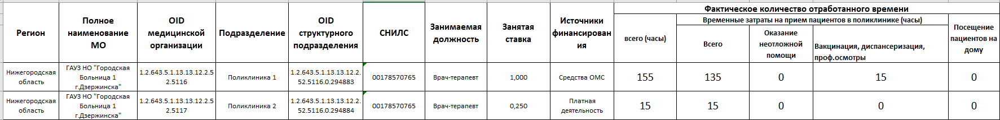 Фактическое количество отработанного времени
Временные затраты на прием пациентов в поликлинике (часы)
Регион
Полное
наименование
МО
OID
медицинской
организации
Подразделение
OID
структурного
подразделения
СНИЛС
Занимаемая
должность
Занятая
ставка
Источники
финансирован
ия
всего (часы)
Всего
Оказание
неотложной
помощи
Вакцинация, диспансеризация,
проф.осмотры
Посещение
пациентов на
дому
Нижегородская
область
ГАУЗ НО "Городская
Больница 1
г.Дзержинска"
1.2.643.5.1.13.13.12.2.5
2.5116
Поликлиника 1
1.2.643.5.1.13.13.12.2.
52.5116.0.294883
00178570765
Врач-терапевт
1,000
Средства ОМС
155
135
0
15
0
Нижегородская
область
ГАУЗ НО "Городская
Больница 1
г.Дзержинска"
1.2.643.5.1.13.13.12.2.5
2.5117
Поликлиника 2
1.2.643.5.1.13.13.12.2.
52.5116.0.294884
00178570765
Врач-терапевт
0,250
Платная
деятельность
15
15
0
0
0